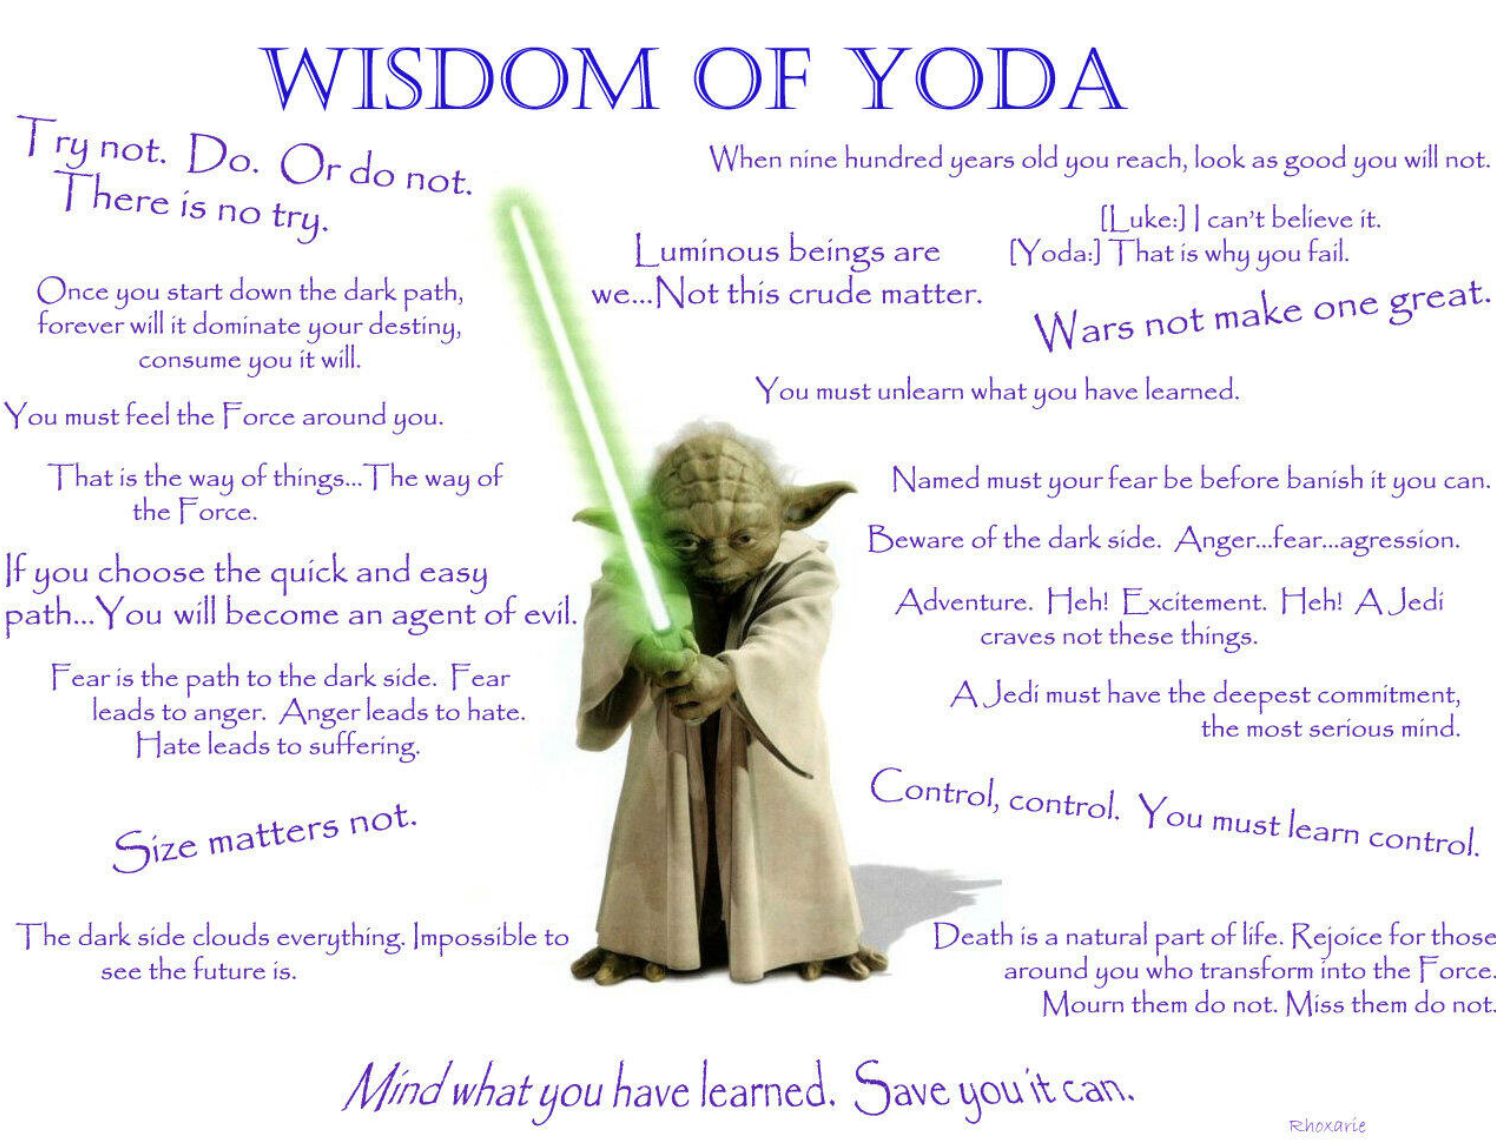 WISDOM OF YODA
Try not. Do. Or do not.
There is no try.
Once you start down the dark path,
forever will it dominate your destiny,
consume you it will.
You must feel the Force around you.
That is the way of things...The way of
the Force.
If you choose the quick and easy
path...You will become an agent of evil.
Fear is the path to the dark side. Fear
leads to anger. Anger leads to hate.
Hate leads to suffering.
Size matters not.
The dark side clouds everything. Impossible to
see the future is.
When nine hundred years old you reach, look as good you will not.
[Luke:] I can't believe it.
[Yoda:] That is why you fail.
Luminous beings are
we...Not this crude matter.
Wars not make one great.
You must unlearn what you have learned.
Named must your fear be before banish it you can.
Beware of the dark side. Anger...fear...agression.
Adventure. Heh! Excitement. Heh! A Jedi
craves not these things.
A Jedi must have the deepest commitment,
the most serious mind.
Control, control. You must learn control.
Death is a natural part of life. Rejoice for those
around you who transform into the Force.
Mourn them do not. Miss them do not.
Mind what you have learned. Save you it can.
Rhoxarie